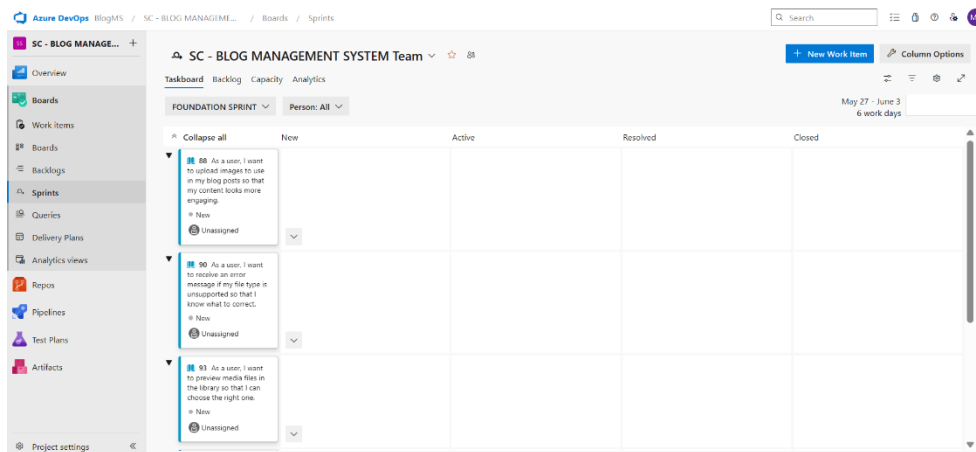 Azure DevOps BlogMS / SC - BLOG MANAGEME... / Boards / Sprints
Search
SC - BLOG MANAGE... +
Overview
Boards
Work items
Boards
Backlogs
Sprints
Queries
Delivery Plans
Analytics views
Repos
Pipelines
Test Plans
Artifacts
Project settings
SC - BLOG MANAGEMENT SYSTEM Team
+ New Work Item
Column Options
Taskboard Backlog Capacity Analytics
FOUNDATION SPRINT
Person: All
May 27 - June 3
6 work days
Collapse all New Active Resolved Closed
88 As a user, I want
to upload images to use
in my blog posts so that
my content looks more
engaging.
New
Unassigned
90 As a user, I want
to receive an error
message if my file type is
unsupported so that I
know what to correct.
New
Unassigned
93 As a user, I want
to preview media files in
the library so that I can
choose the right one.
New
Unassigned